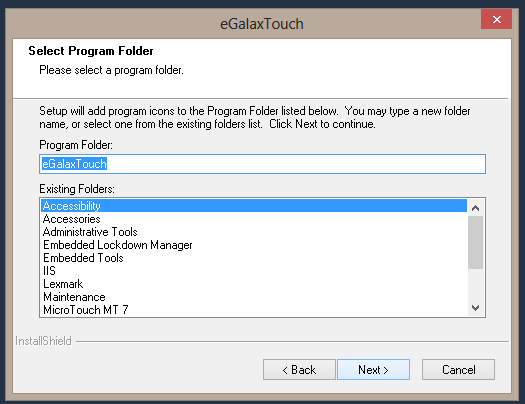 eGalaxTouch
Select Program Folder
Please select a program folder.
Setup will add program icons to the Program Folder listed below. You may type a new folder
name, or select one from the existing folders list. Click Next to continue.
Program Folder:
eGalaxTouch
Existing Folders:
Accessibility
Accessories
Administrative Tools
Embedded Lockdown Manager
Embedded Tools
IIS
Lexmark
Maintenance
MicroTouch MT 7
InstallShield
< Back
Next >
Cancel